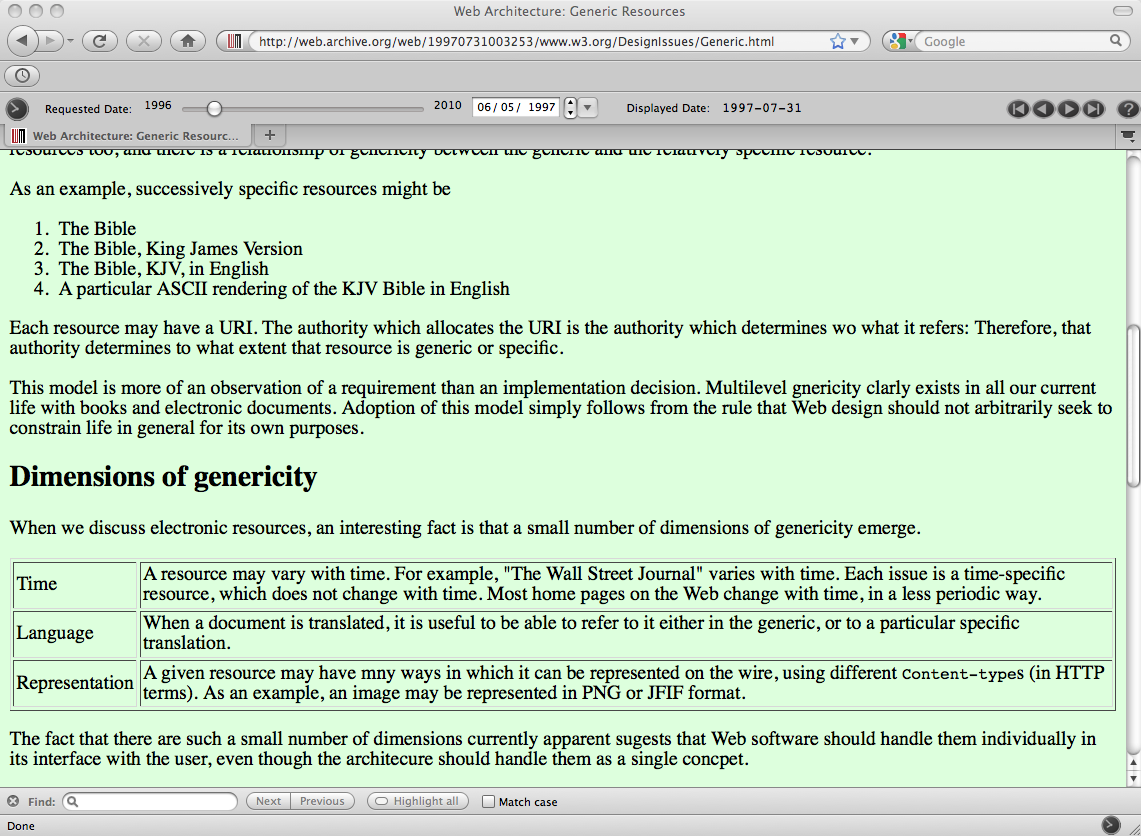 Web Architecture: Generic Resources
http://web.archive.org/web/19970731003253/www.w3.org/DesignIssues/Generic.html
Google
Requested Date: 1996 2010 06/05/ 1997 Displayed Date: 1997-07-31
Web Architecture: Generic Resourc...
resources too, and there is a relationship of genericity between the generic and the relatively specific resource.
As an example, successively specific resources might be
1. The Bible
2. The Bible, King James Version
3. The Bible, KJV, in English
4. A particular ASCII rendering of the KJV Bible in English
Each resource may have a URI. The authority which allocates the URI is the authority which determines wo what it refers: Therefore, that
authority determines to what extent that resource is generic or specific.
This model is more of an observation of a requirement than an implementation decision. Multilevel gnericity clarly exists in all our current
life with books and electronic documents. Adoption of this model simply follows from the rule that Web design should not arbitrarily seek to
constrain life in general for its own purposes.
Dimensions of genericity
When we discuss electronic resources, an interesting fact is that a small number of dimensions of genericity emerge.
Time
A resource may vary with time. For example, "The Wall Street Journal" varies with time. Each issue is a time-specific
resource, which does not change with time. Most home pages on the Web change with time, in a less periodic way.
Language
When a document is translated, it is useful to be able to refer to it either in the generic, or to a particular specific
translation.
Representation
A given resource may have mny ways in which it can be represented on the wire, using different Content-types (in HTTP
terms). As an example, an image may be represented in PNG or JFIF format.
The fact that there are such a small number of dimensions currently apparent sugests that Web software should handle them individually in
its interface with the user, even though the architecure should handle them as a single concpet.
Find: Next Previous Highlight all Match case
Done